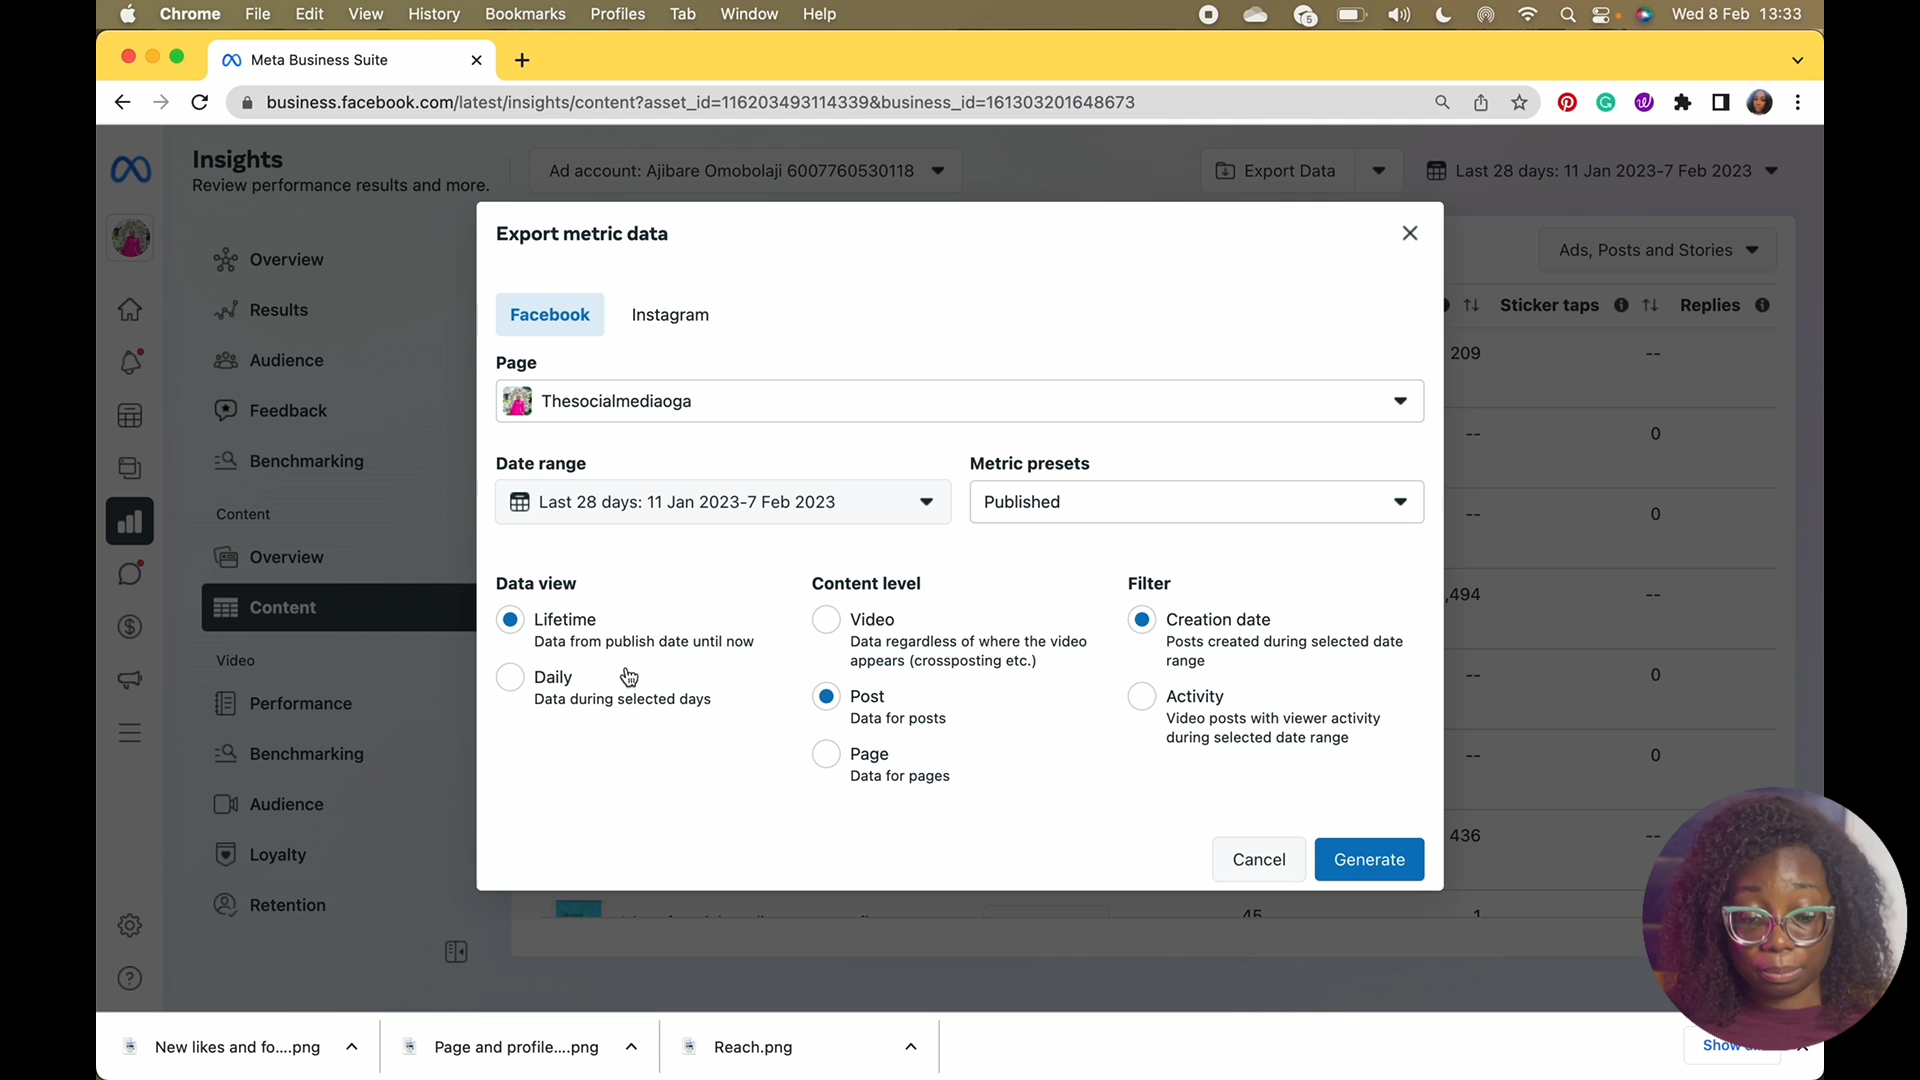 Chrome File Edit View History Bookmarks Profiles Tab Window Help
5
Wed 8 Feb 13:33
Meta Business Suite
business.facebook.com/latest/insights/content?asset_id=116203493114339&business_id=161303201648673
Insights
Review performance results and more.
Ad account: Ajibare Omobolaji 6007760530118
Export Data
Last 28 days: 11 Jan 2023-7 Feb 2023
Overview
Results
Audience
Feedback
Benchmarking
Content
Overview
Content
Video
Performance
Benchmarking
Audience
Loyalty
Retention
Export metric data
Facebook Instagram
Page
Thesocialmediaoga
Date range
Last 28 days: 11 Jan 2023-7 Feb 2023
Metric presets
Published
Data view
Lifetime
Data from publish date until now
Daily
Data during selected days
Content level
Video
Data regardless of where the video
appears (crossposting etc.)
Post
Data for posts
Page
Data for pages
Filter
Creation date
Posts created during selected date
range
Activity
Video posts with viewer activity
during selected date range
Cancel Generate
Ads, Posts and Stories
Sticker taps Replies
209 --
-- 0
-- 0
,494 --
-- 0
-- 0
436 --
45 1
New likes and fo....png
Page and profile....png
Reach.png
Show